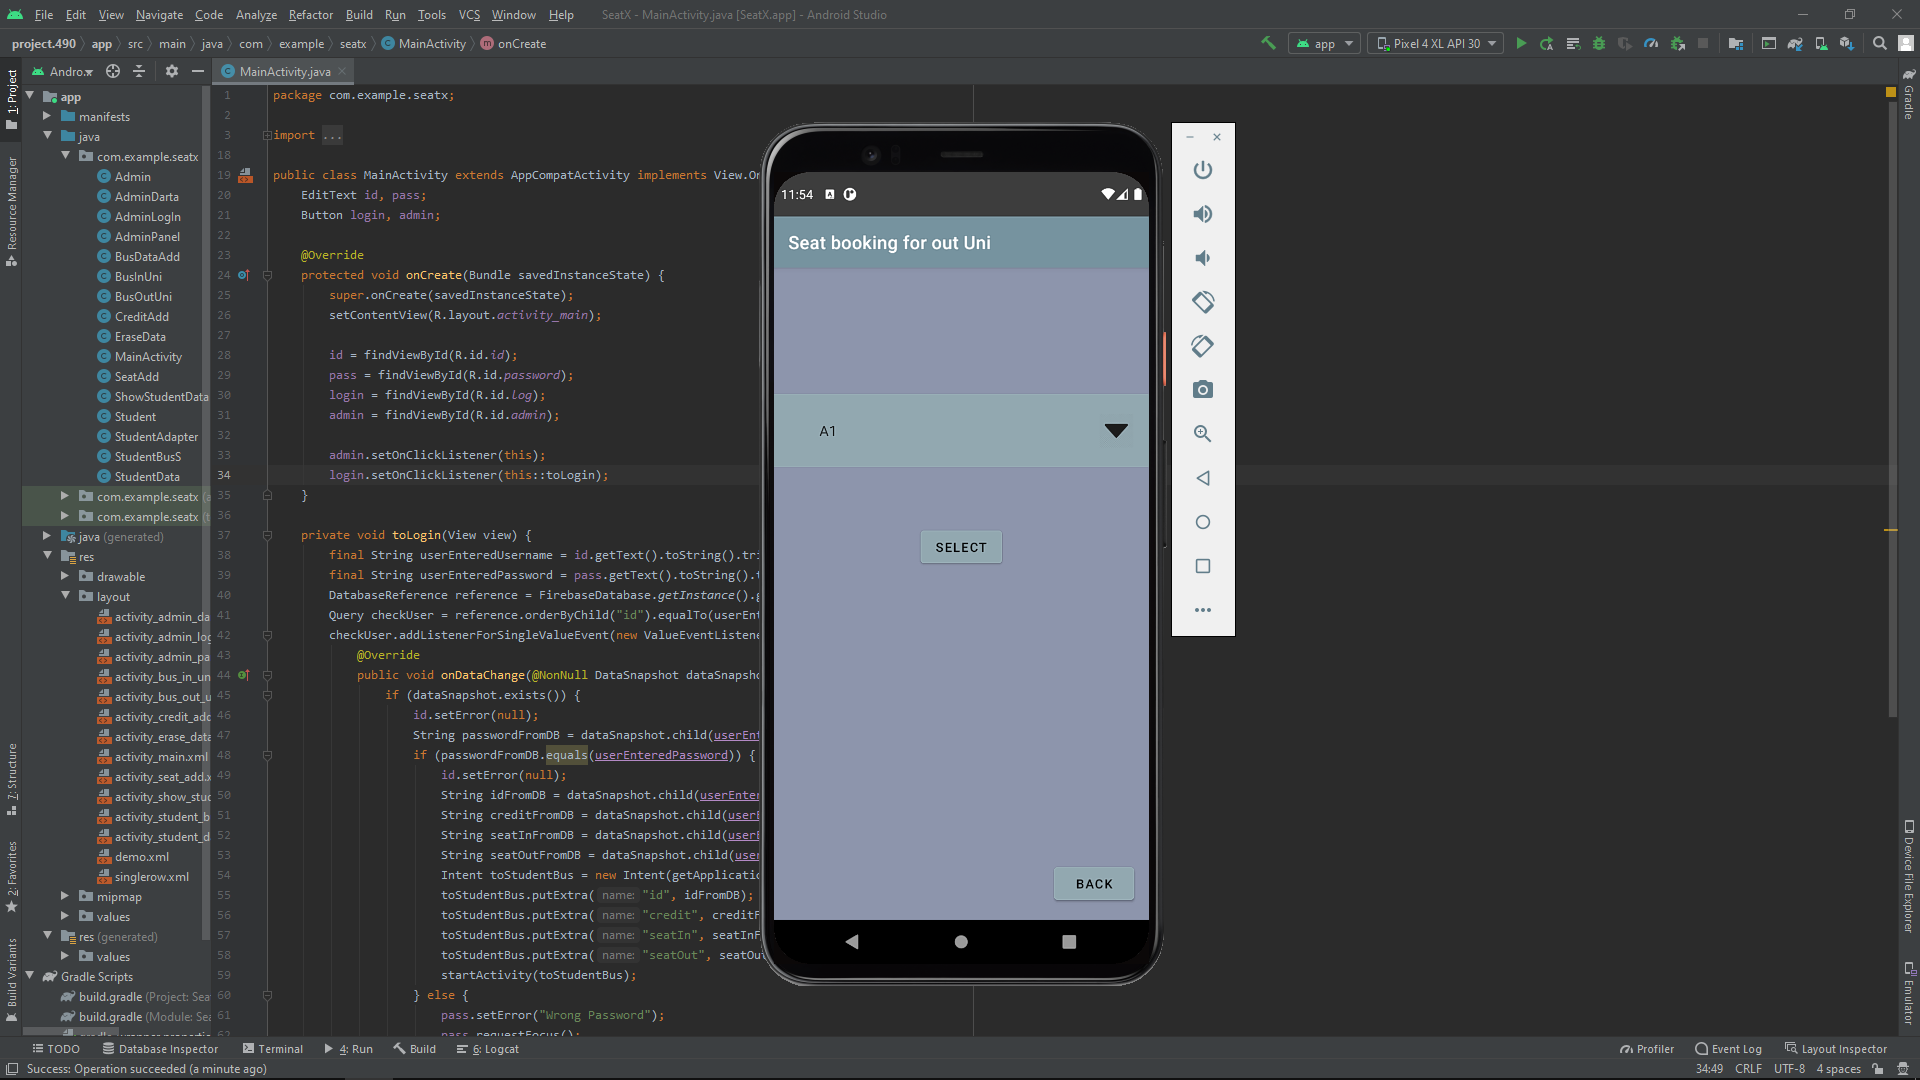 File Edit View Navigate Code Analyze Refactor Build Run Tools VCS Window Help SeatX - MainActivity.java [SeatX.app] - Android Studio
project.490 app src main java com example seatx MainActivity onCreate app Pixel 4 XL API 30
Andro... MainActivity.java
1: Project
Resource Manager
7: Structure
2: Favorites
Build Variants
app
manifests
java
com.example.seatx
Admin
AdminDarta
AdminLogIn
AdminPanel
BusDataAdd
BusInUni
BusOutUni
CreditAdd
EraseData
MainActivity
SeatAdd
ShowStudentData
Student
StudentAdapter
StudentBusS
StudentData
com.example.seatx
com.example.seatx
java (generated)
res
drawable
layout
activity_admin_da
activity_admin_log
activity_admin_pa
activity_bus_in_un
activity_bus_out_u
activity_credit_add
activity_erase_data
activity_main.xml
activity_seat_add.x
activity_show_stud
activity_student_b
activity_student_d
demo.xml
singlerow.xml
mipmap
values
res (generated)
values
Gradle Scripts
build.gradle (Project: Sea
build.gradle (Module: Sea
1 package com.example.seatx;
2
3 import ...
18
19 public class MainActivity extends AppCompatActivity implements View.On
20 EditText id, pass;
21 Button login, admin;
22
23 @Override
24 protected void onCreate(Bundle savedInstanceState) {
25 super.onCreate(savedInstanceState);
26 setContentView(R.layout.activity_main);
27
28 id = findViewById(R.id.id);
29 pass = findViewById(R.id.password);
30 login = findViewById(R.id.log);
31 admin = findViewById(R.id.admin);
32
33 admin.setOnClickListener(this);
34 login.setOnClickListener(this::toLogin);
35 }
36
37 private void toLogin(View view) {
38 final String userEnteredUsername = id.getText().toString().tri
39 final String userEnteredPassword = pass.getText().toString().t
40 DatabaseReference reference = FirebaseDatabase.getInstance().g
41 Query checkUser = reference.orderByChild("id").equalTo(userEnt
42 checkUser.addListenerForSingleValueEvent(new ValueEventListene
43 @Override
44 public void onDataChange(@NonNull DataSnapshot dataSnapsho
45 if (dataSnapshot.exists()) {
46 id.setError(null);
47 String passwordFromDB = dataSnapshot.child(userEnt
48 if (passwordFromDB.equals(userEnteredPassword)) {
49 id.setError(null);
50 String idFromDB = dataSnapshot.child(userEnter
51 String creditFromDB = dataSnapshot.child(userE
52 String seatInFromDB = dataSnapshot.child(userE
53 String seatOutFromDB = dataSnapshot.child(user
54 Intent toStudentBus = new Intent(getApplicatio
55 toStudentBus.putExtra( name: "id", idFromDB);
56 toStudentBus.putExtra( name: "credit", creditF
57 toStudentBus.putExtra( name: "seatIn", seatInF
58 toStudentBus.putExtra( name: "seatOut", seatOu
59 startActivity(toStudentBus);
60 } else {
61 pass.setError("Wrong Password");
62 pass.requestFocus();
11:54
Seat booking for out Uni
A1
SELECT
BACK
Gradle
Device File Explorer
Emulator
TODO Database Inspector Terminal 4: Run Build 6: Logcat Profiler Event Log Layout Inspector
Success: Operation succeeded (a minute ago) 34:49 CRLF UTF-8 4 spaces